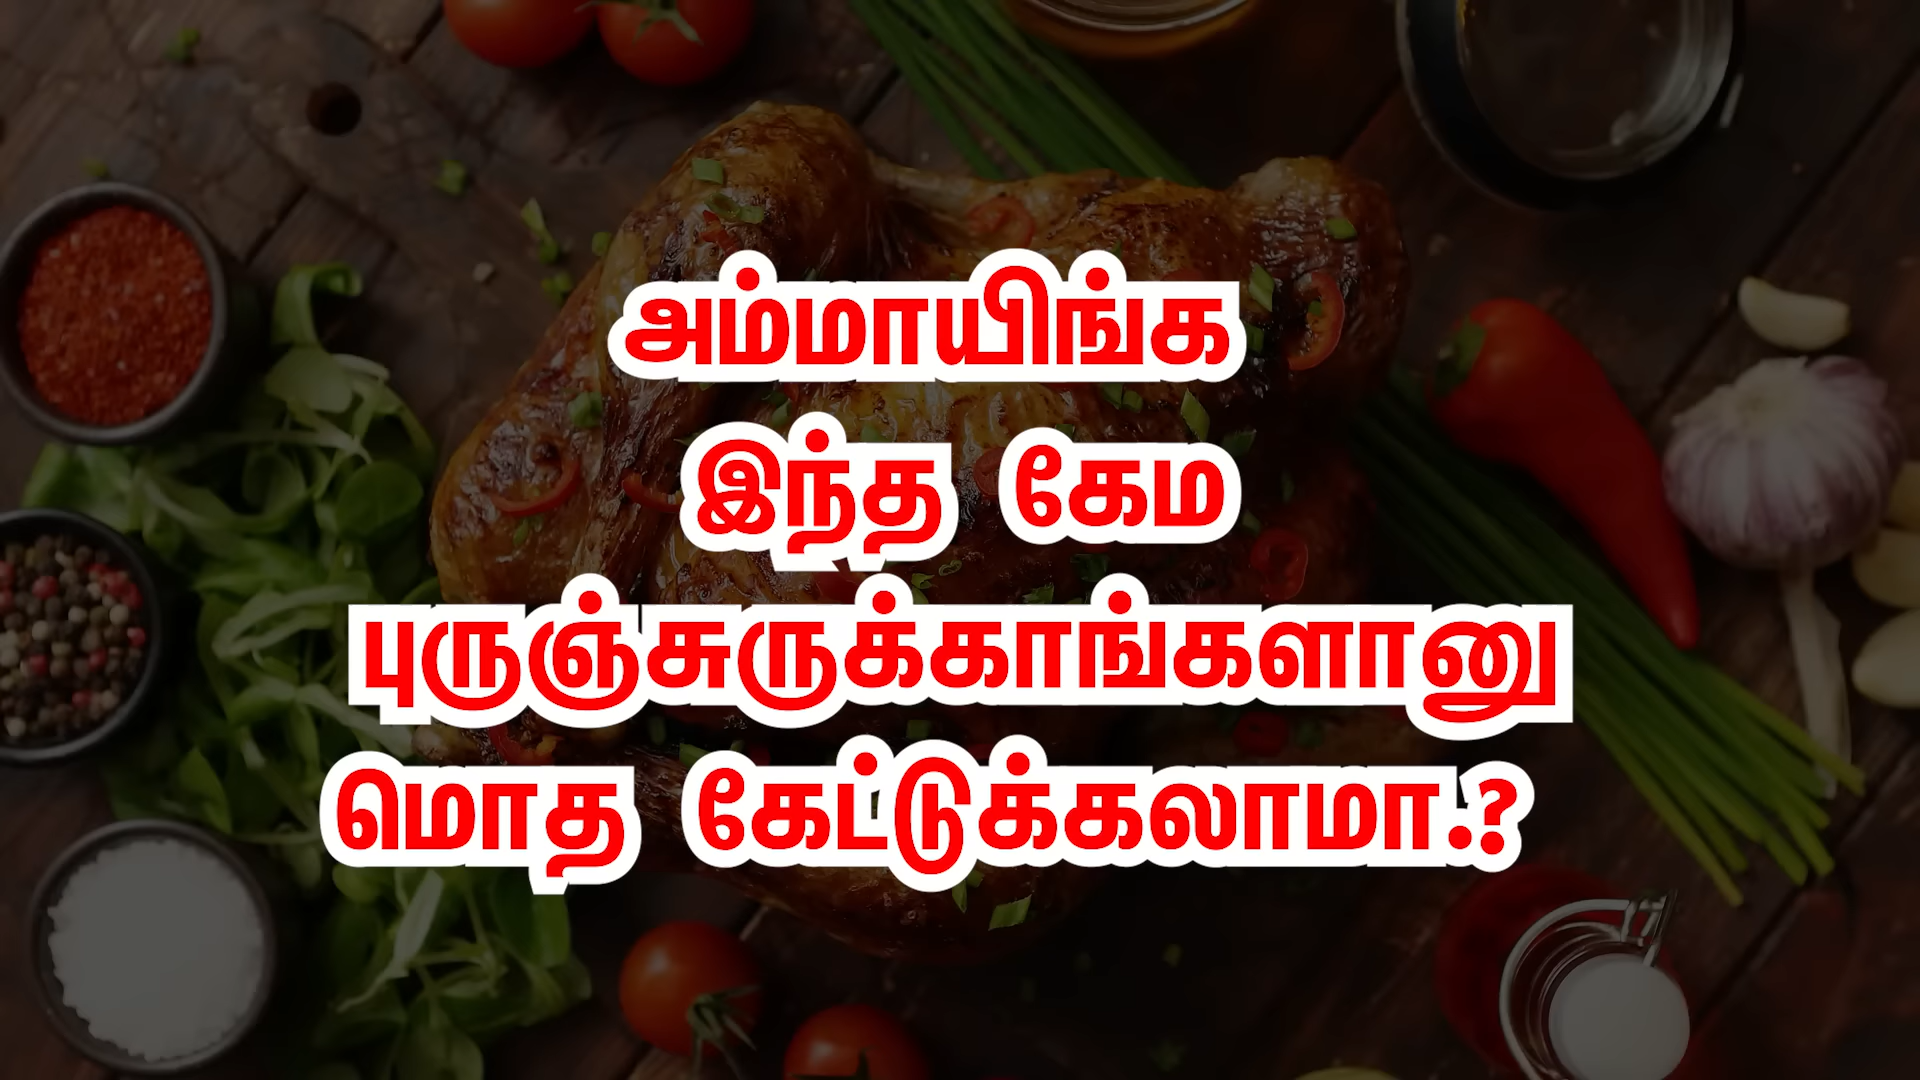 அம்மாயிங்க
இந்த கேம
புருஞ்சுருக்காங்களானு
மொத கேட்டுக்கலாமா.?